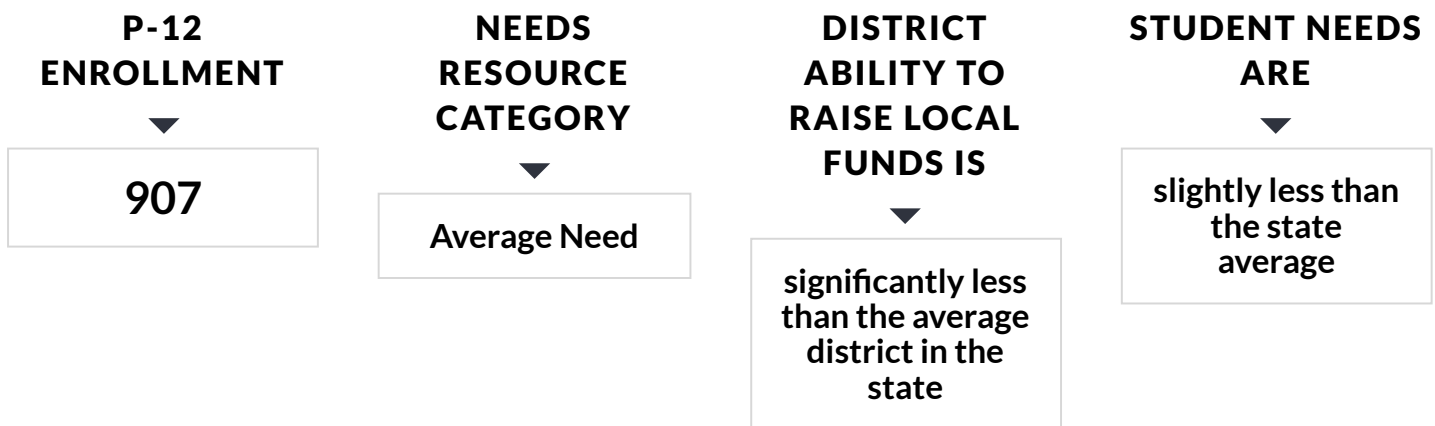 P-12
ENROLLMENT
907
NEEDS
RESOURCE
CATEGORY
Average Need
DISTRICT
ABILITY TO
RAISE LOCAL
FUNDS IS
significantly less
than the average
district in the
state
STUDENT NEEDS
ARE
slightly less than
the state
average